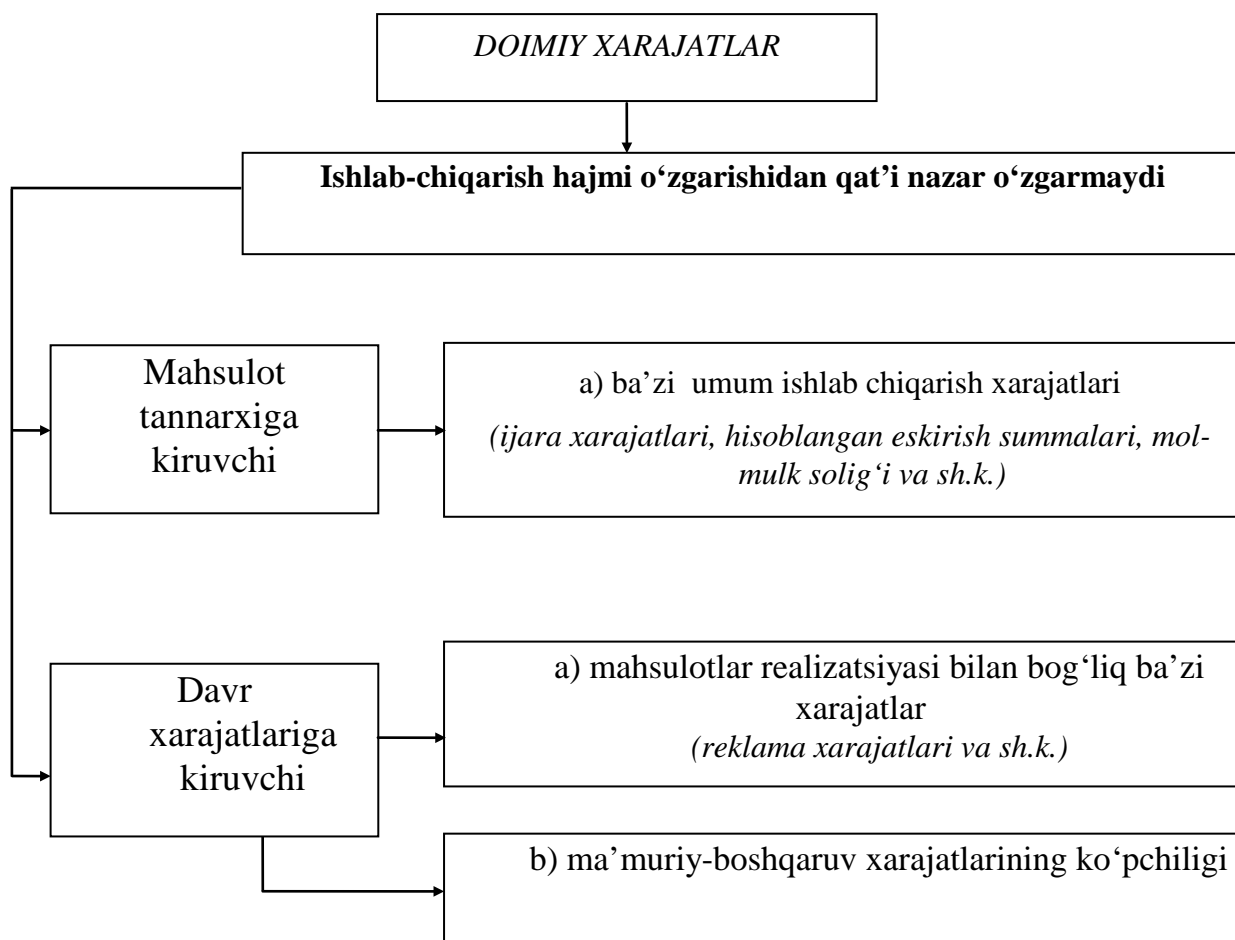 DOIMIY XARAJATLAR
Ishlab-chiqarish hajmi o‘zgarishidan qat’i nazar o‘zgarmaydi
Mahsulot
tannarxiga
kiruvchi
a) ba’zi umum ishlab chiqarish xarajatlari
(ijara xarajatlari, hisoblangan eskirish summalari, mol-
mulk solig‘i va sh.k.)
Davr
xarajatlariga
kiruvchi
a) mahsulotlar realizatsiyasi bilan bog‘liq ba’zi
xarajatlar
(reklama xarajatlari va sh.k.)
b) ma’muriy-boshqaruv xarajatlarining ko‘pchiligi